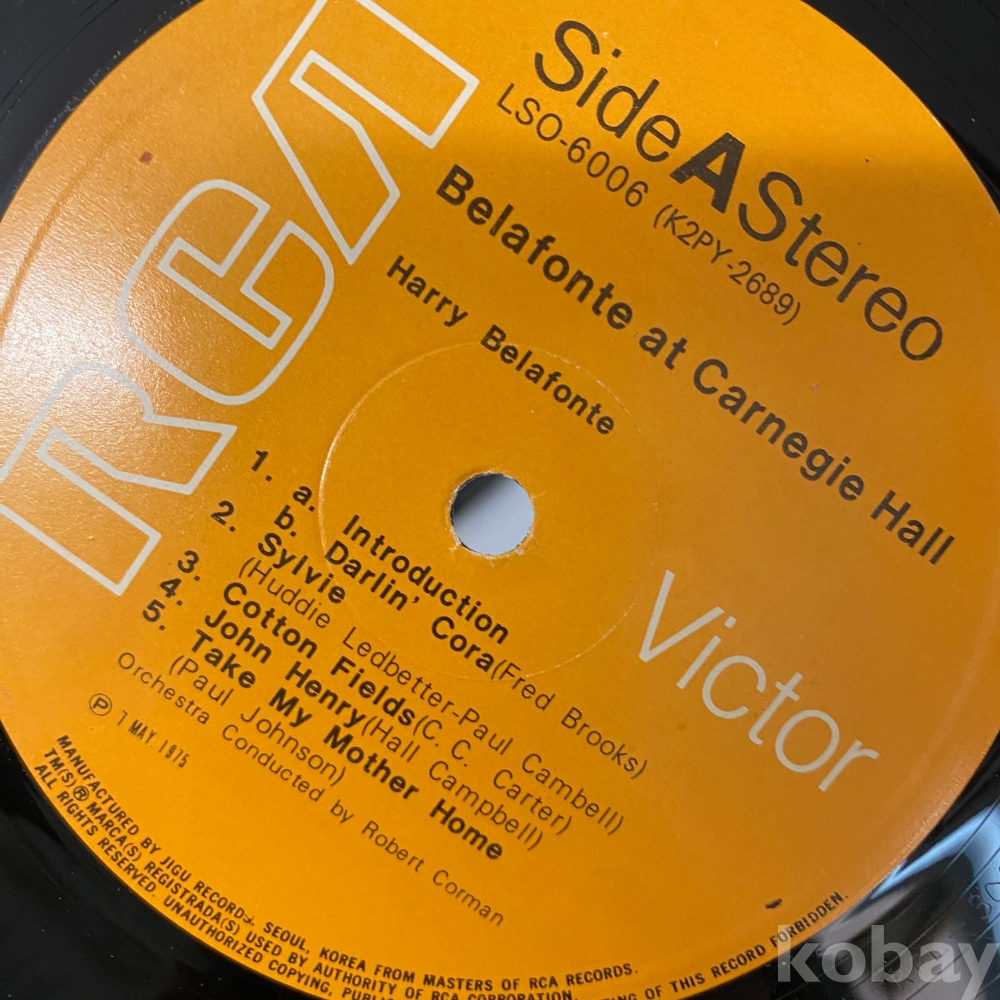 RCA
Side A Stereo
LSO-6006 (K2PY-2689)
Belafonte at Carnegie Hall
Harry Belafonte
1. a. Introduction
b. Darlin' Cora(Fred Brooks)
2. Sylvie
(Huddie Ledbetter-Paul Cambell)
3. Cotton Fields(C. C. Carter)
4. John Henry(Hall Campbell)
5. Take My Mother Home
(Paul Johnson)
Orchestra Conducted by Robert Corman
Victor
Ⓟ 1 MAY. 1975
MANUFACTURED BY JIGU RECORDS, SEOUL, KOREA FROM MASTERS OF RCA RECORDS.
TM(S)® MARCA(S) REGISTRADA(S) USED BY AUTHORITY OF RCA CORPORATION.
ALL RIGHTS RESERVED. UNAUTHORIZED COPYING, OF THIS RECORD FORBIDDEN.
kobay